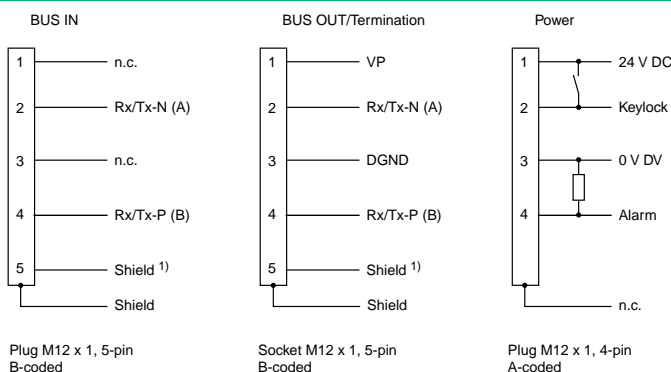 BUS IN
1 n.c.
2 Rx/Tx-N (A)
3 n.c.
4 Rx/Tx-P (B)
5 Shield 1)
Shield
Plug M12 x 1, 5-pin
B-coded
BUS OUT/Termination
1 VP
2 Rx/Tx-N (A)
3 DGND
4 Rx/Tx-P (B)
5 Shield 1)
Shield
Socket M12 x 1, 5-pin
B-coded
Power
1 24 V DC
2 Keylock
3 0 V DV
4 Alarm
n.c.
Plug M12 x 1, 4-pin
A-coded